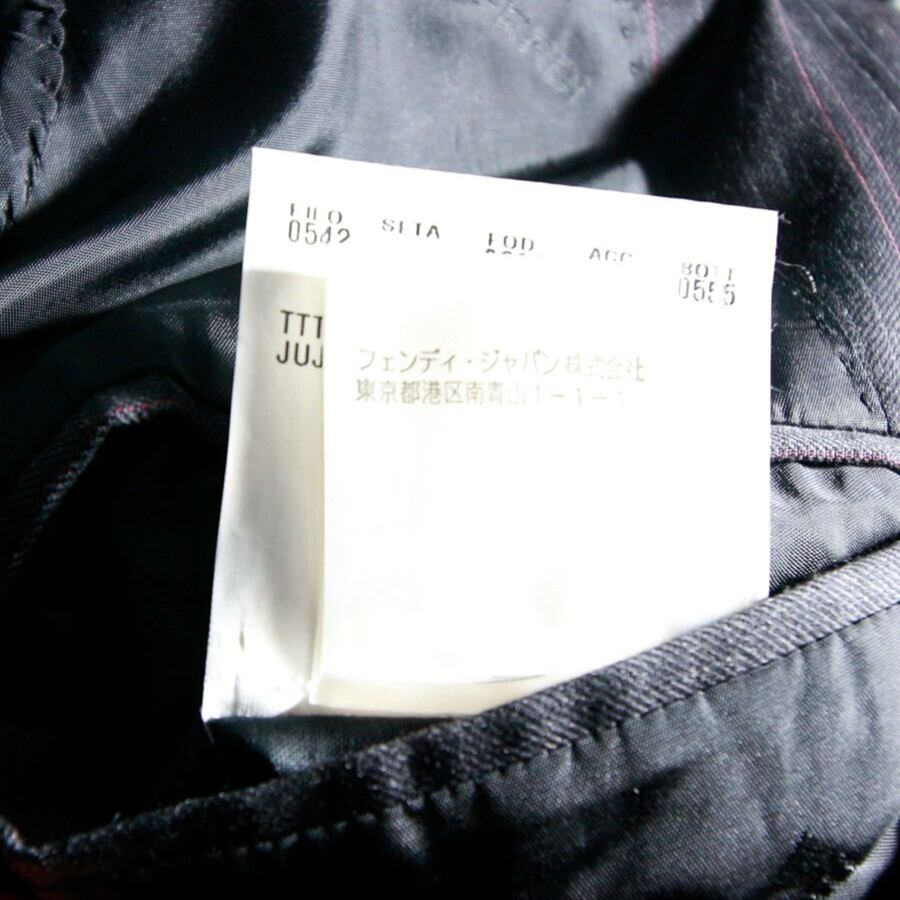 FILO SETA FOD ACC BOTT
0542 0555
TTT
JUJ
フェンディ・ジャパン株式会社
東京都港区南青山1-1-1